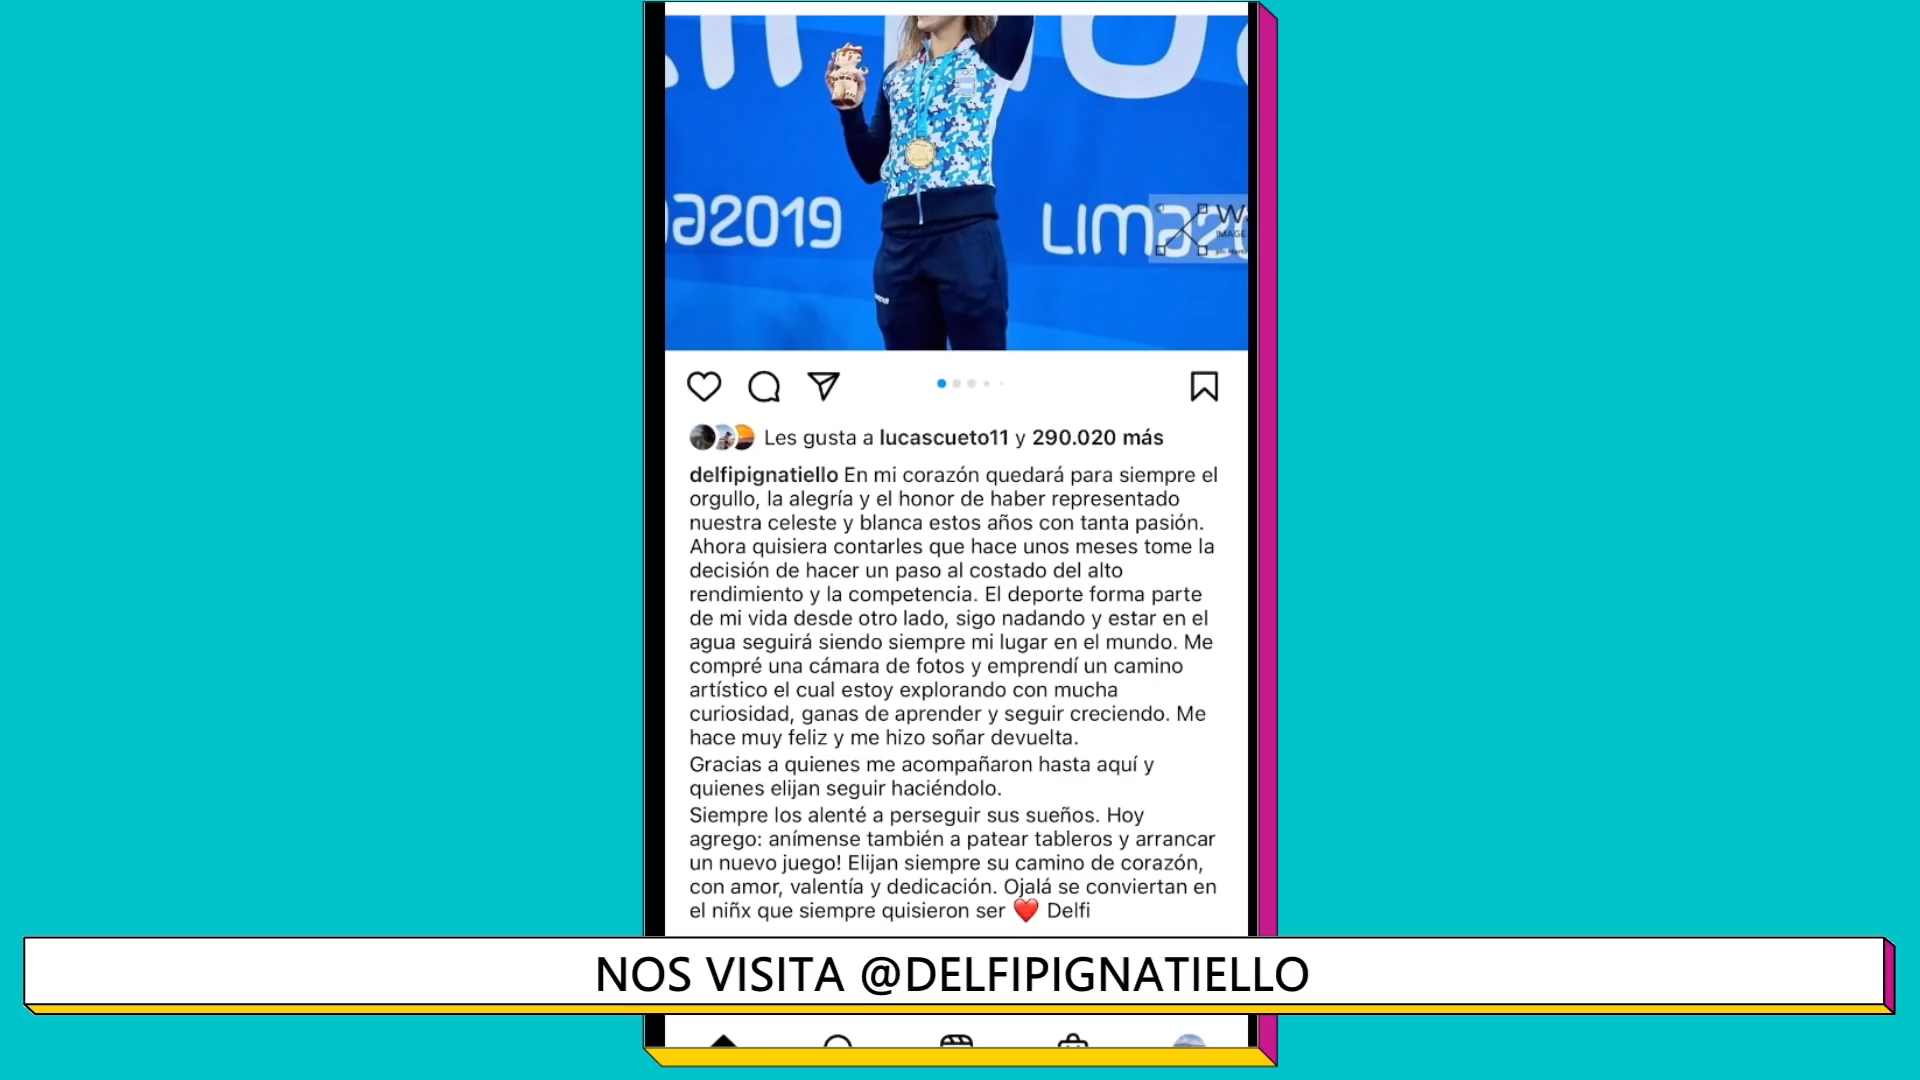 a2019
LIMa20
W
IMAGE
Les gusta a lucascueto11 y 290.020 más
delfipignatiello En mi corazón quedará para siempre el
orgullo, la alegría y el honor de haber representado
nuestra celeste y blanca estos años con tanta pasión.
Ahora quisiera contarles que hace unos meses tome la
decisión de hacer un paso al costado del alto
rendimiento y la competencia. El deporte forma parte
de mi vida desde otro lado, sigo nadando y estar en el
agua seguirá siendo siempre mi lugar en el mundo. Me
compré una cámara de fotos y emprendí un camino
artístico el cual estoy explorando con mucha
curiosidad, ganas de aprender y seguir creciendo. Me
hace muy feliz y me hizo soñar devuelta.
Gracias a quienes me acompañaron hasta aquí y
quienes elijan seguir haciéndolo.
Siempre los alenté a perseguir sus sueños. Hoy
agrego: anímense también a patear tableros y arrancar
un nuevo juego! Elijan siempre su camino de corazón,
con amor, valentía y dedicación. Ojalá se conviertan en
el niñx que siempre quisieron ser ❤️ Delfi
NOS VISITA @DELFIPIGNATIELLO